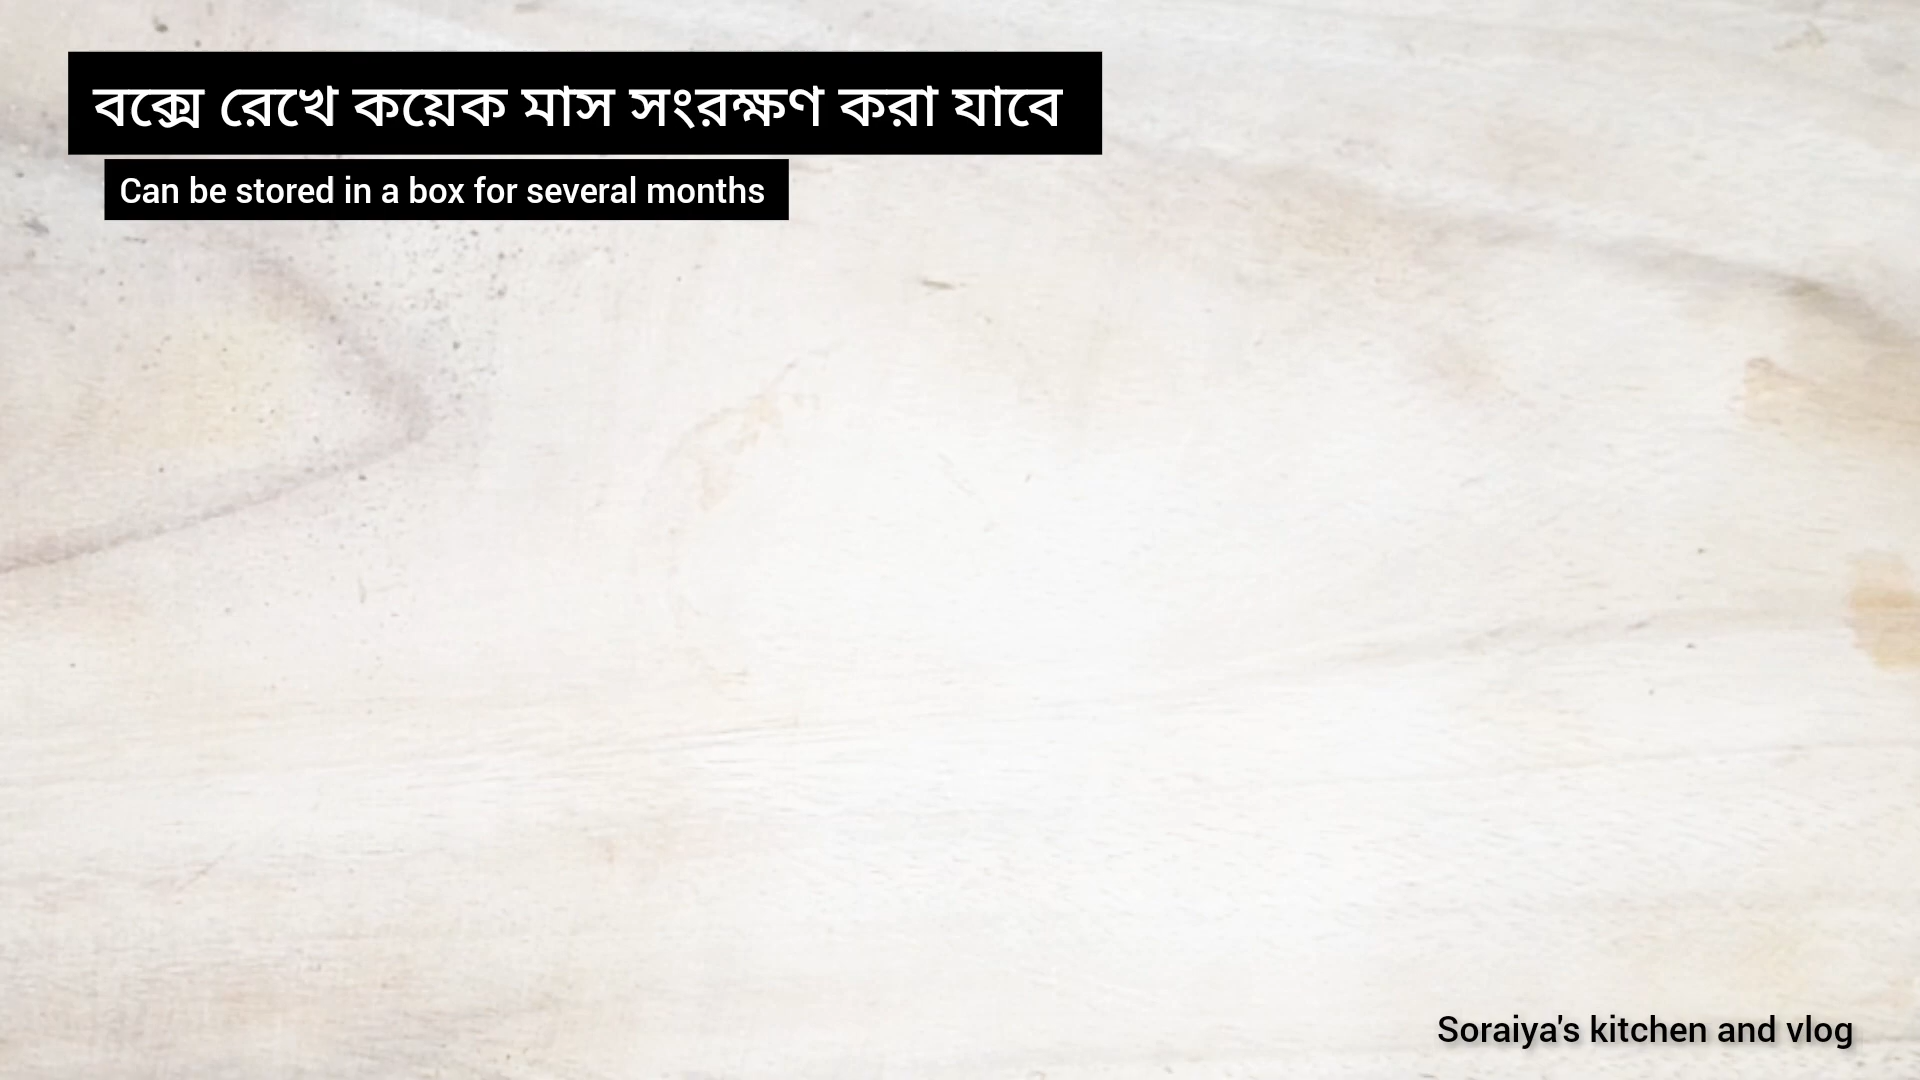 বক্সে রেখে কয়েক মাস সংরক্ষণ করা যাবে
Can be stored in a box for several months
Soraiya's kitchen and vlog